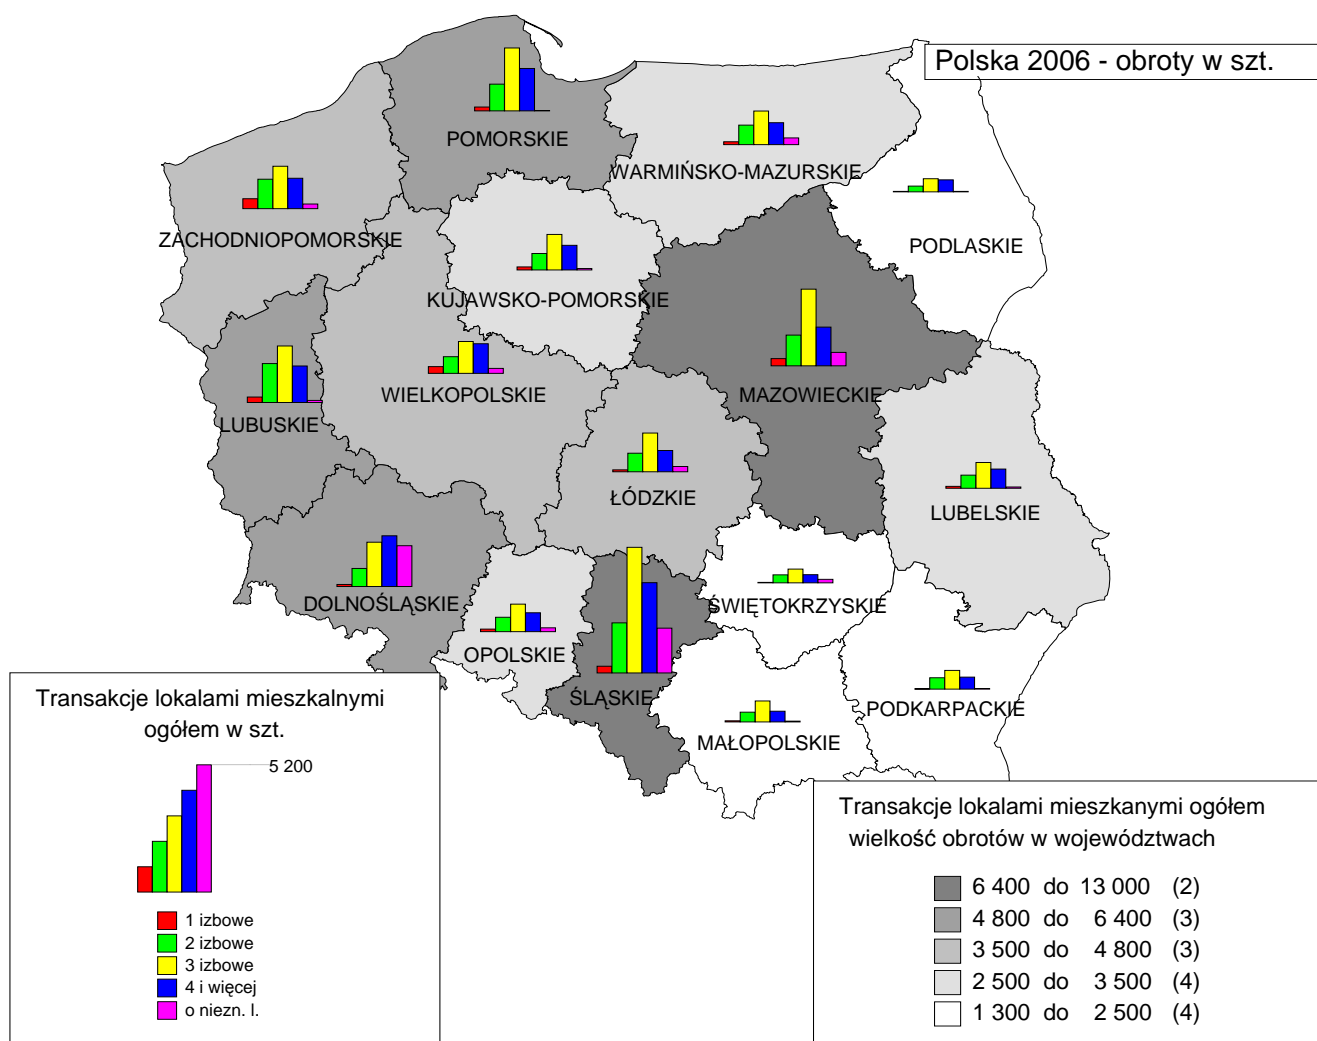 Polska 2006 - obroty w szt.
POMORSKIE
WARMIŃSKO-MAZURSKIE
ZACHODNIOPOMORSKIE
PODLASKIE
KUJAWSKO-POMORSKIE
WIELKOPOLSKIE
MAZOWIECKIE
LUBUSKIE
ŁÓDZKIE
LUBELSKIE
DOLNOŚLĄSKIE
ŚWIĘTOKRZYSKIE
OPOLSKIE
ŚLĄSKIE
PODKARPACKIE
MAŁOPOLSKIE
Transakcje lokalami mieszkalnymi
ogółem w szt.
5 200
1 izbowe
2 izbowe
3 izbowe
4 i więcej
o niezn. l.
Transakcje lokalami mieszkanymi ogółem
wielkość obrotów w województwach
6 400 do 13 000 (2)
4 800 do 6 400 (3)
3 500 do 4 800 (3)
2 500 do 3 500 (4)
1 300 do 2 500 (4)